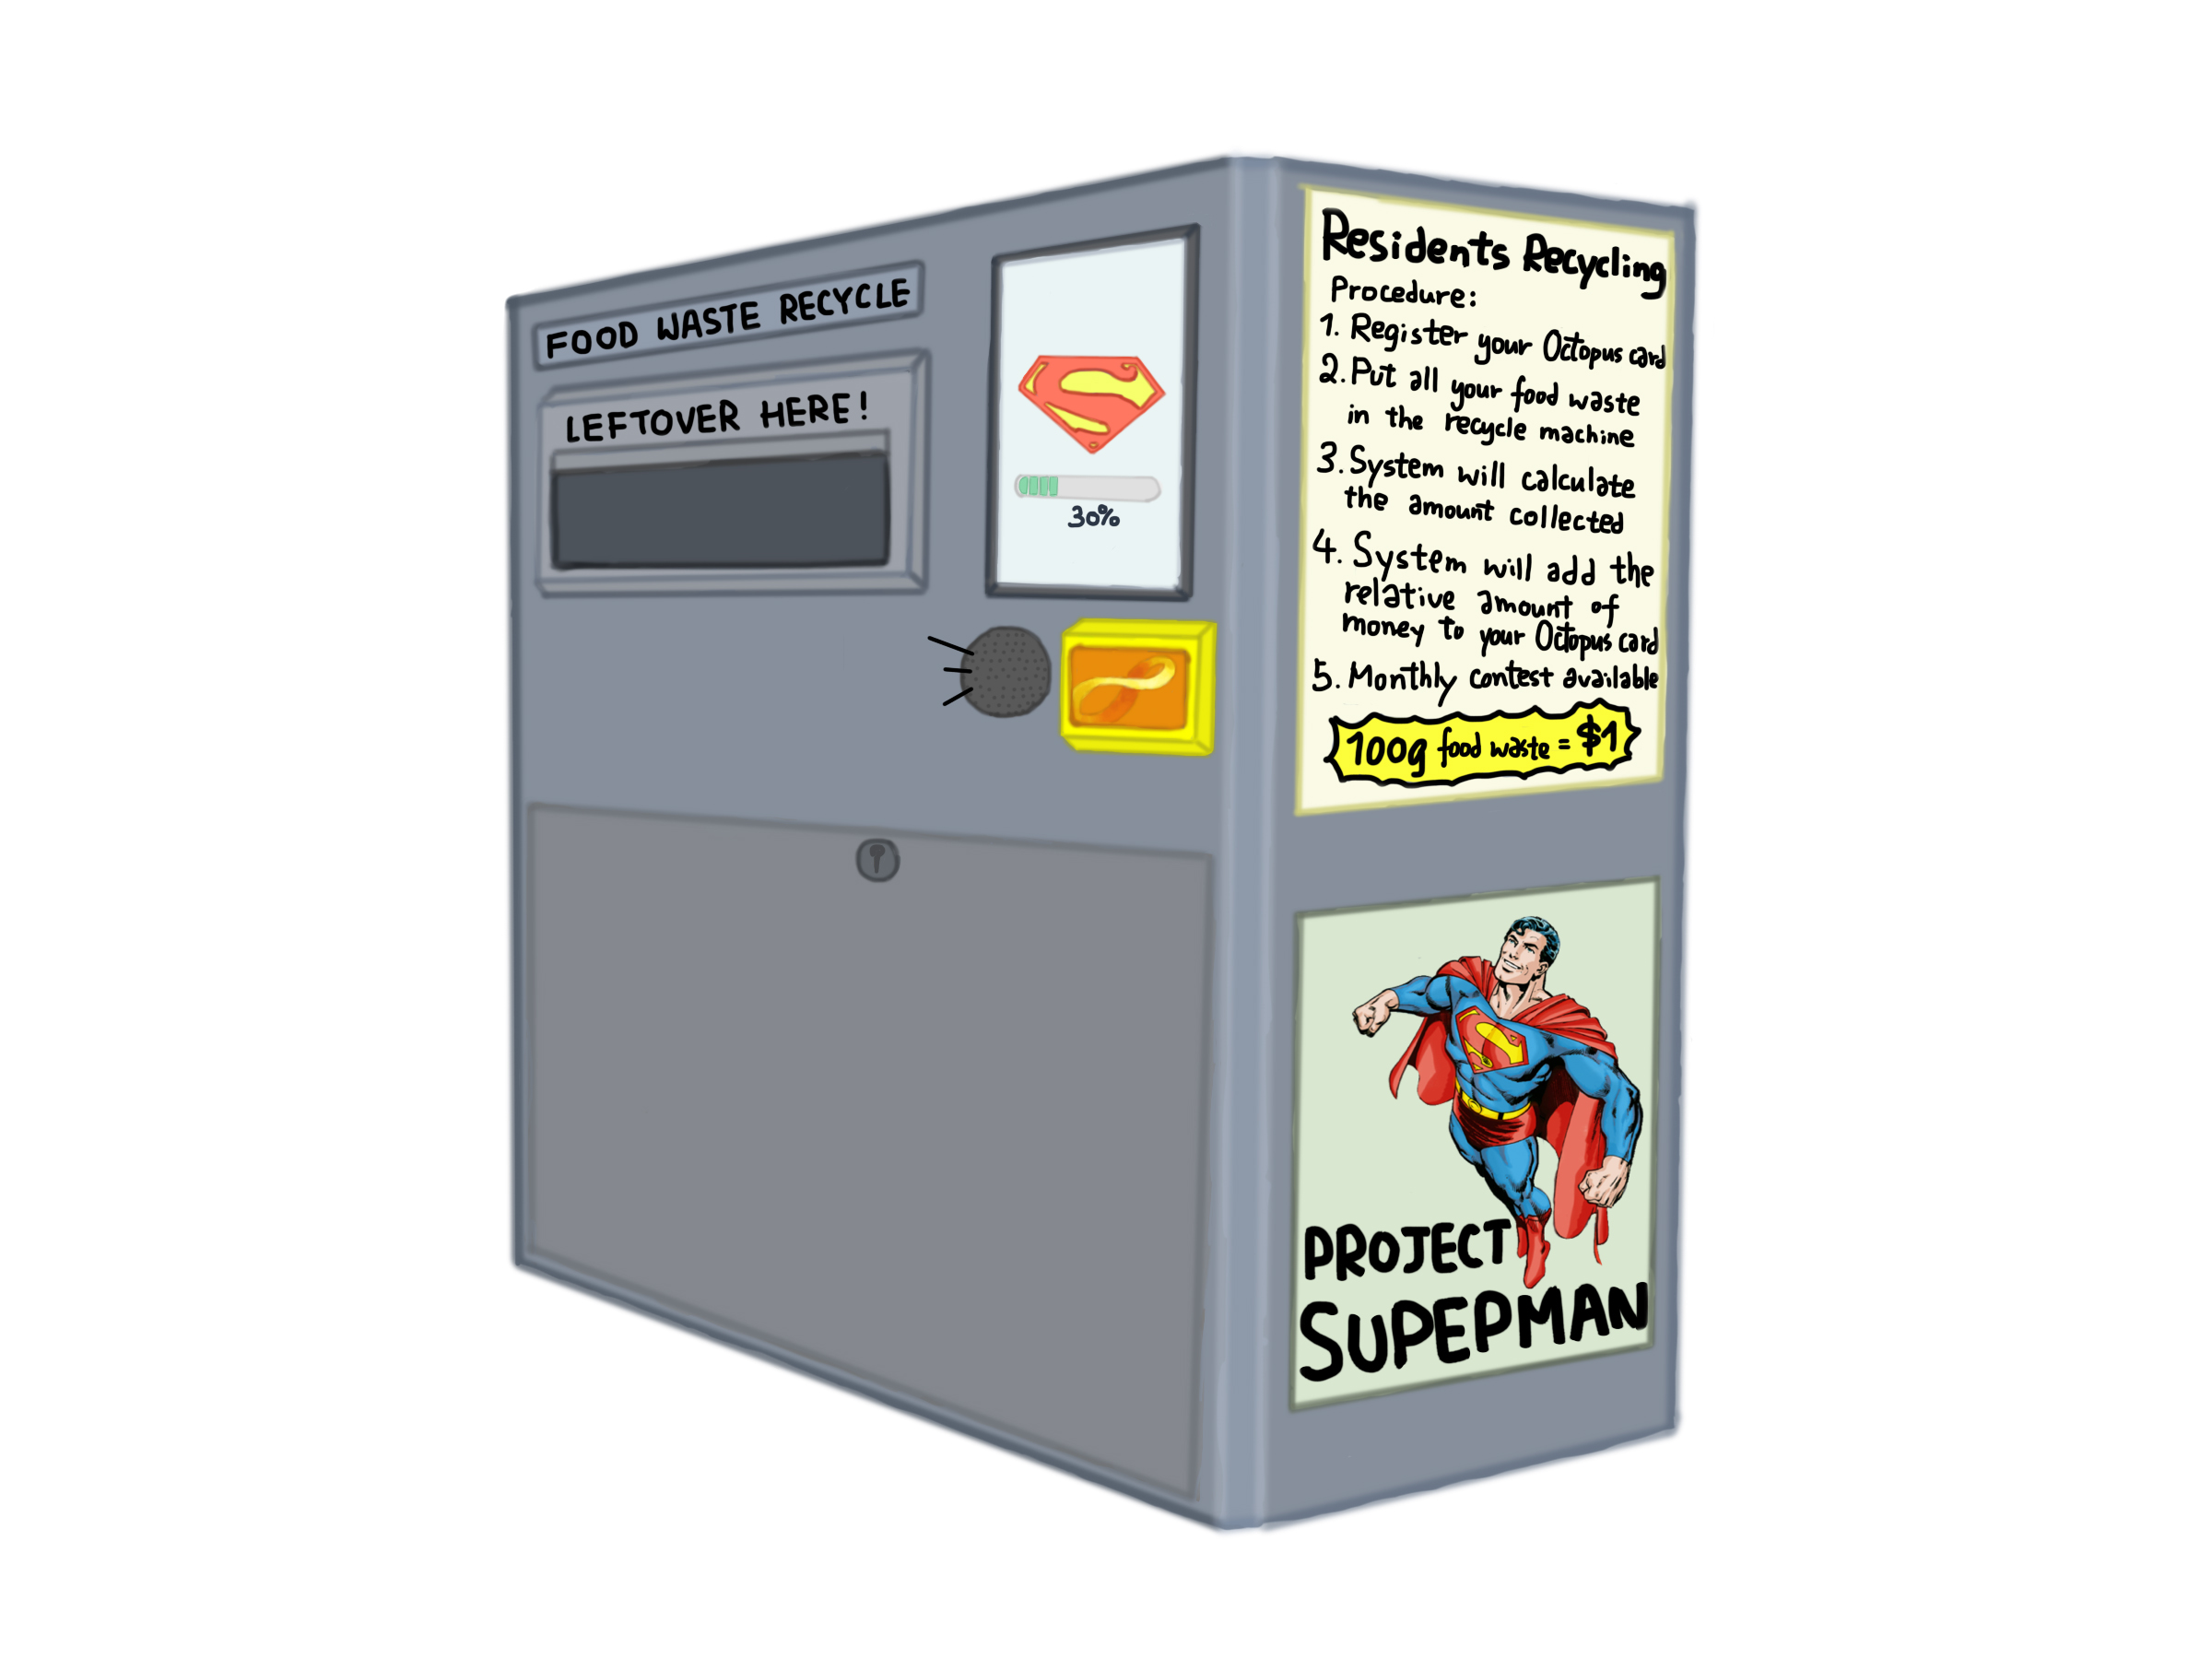 FOOD WASTE RECYCLE
LEFTOVER HERE!
30%
Residents Recycling
Procedure:
1. Register your Octopus card
2. Put all your food waste
in the recycle machine
3. System will calculate
the amount collected
4. System will add the
relative amount of
money to your Octopus card
5. Monthly contest available
100g food waste = $1
PROJECT
SUPEPMAN